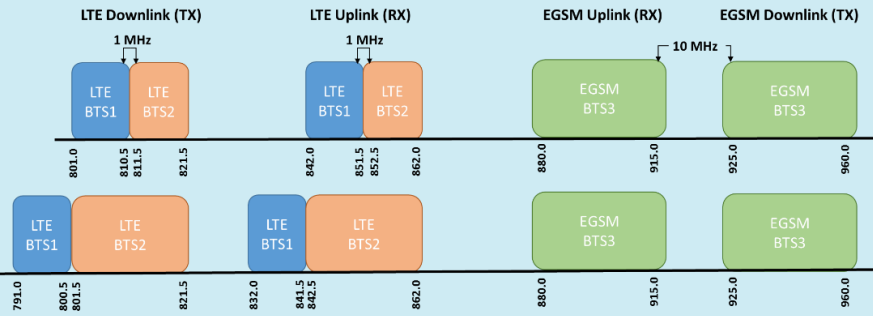 LTE Downlink (TX) LTE Uplink (RX) EGSM Uplink (RX) EGSM Downlink (TX)
1 MHz 1 MHz 10 MHz
LTE BTS1
LTE BTS2
LTE BTS1
LTE BTS2
EGSM BTS3
EGSM BTS3
801.0 810.5 811.5 821.5 842.0 851.5 852.5 862.0 880.0 915.0 925.0 960.0
LTE BTS1
LTE BTS2
LTE BTS1
LTE BTS2
EGSM BTS3
EGSM BTS3
791.0 800.5 801.5 821.5 832.0 841.5 842.5 862.0 880.0 915.0 925.0 960.0